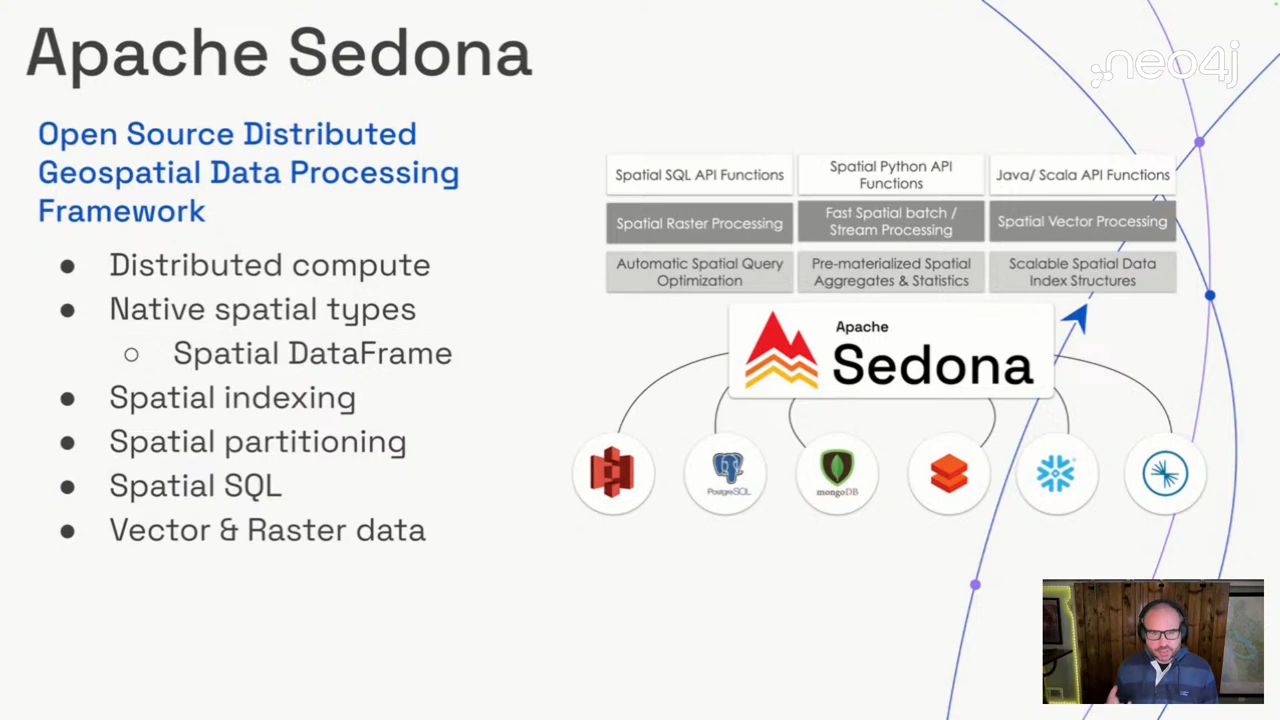 Apache Sedona
neo4j
Open Source Distributed
Geospatial Data Processing
Framework
● Distributed compute
● Native spatial types
○ Spatial DataFrame
● Spatial indexing
● Spatial partitioning
● Spatial SQL
● Vector & Raster data
Spatial SQL API Functions
Spatial Python API
Functions
Java/ Scala API Functions
Spatial Raster Processing
Fast Spatial batch /
Stream Processing
Spatial Vector Processing
Automatic Spatial Query
Optimization
Pre-materialized Spatial
Aggregates & Statistics
Scalable Spatial Data
Index Structures
Apache
Sedona
PostgreSQL
mongoDB